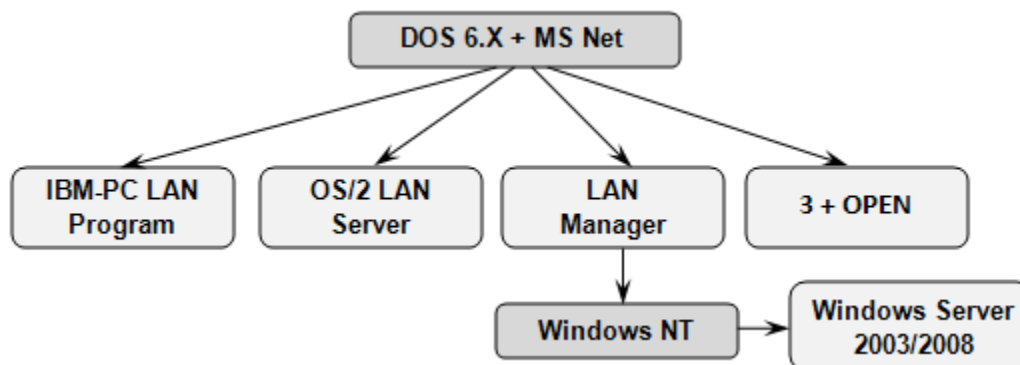 DOS 6.X + MS Net
IBM-PC LAN
Program
OS/2 LAN
Server
LAN
Manager
3 + OPEN
Windows NT
Windows Server
2003/2008